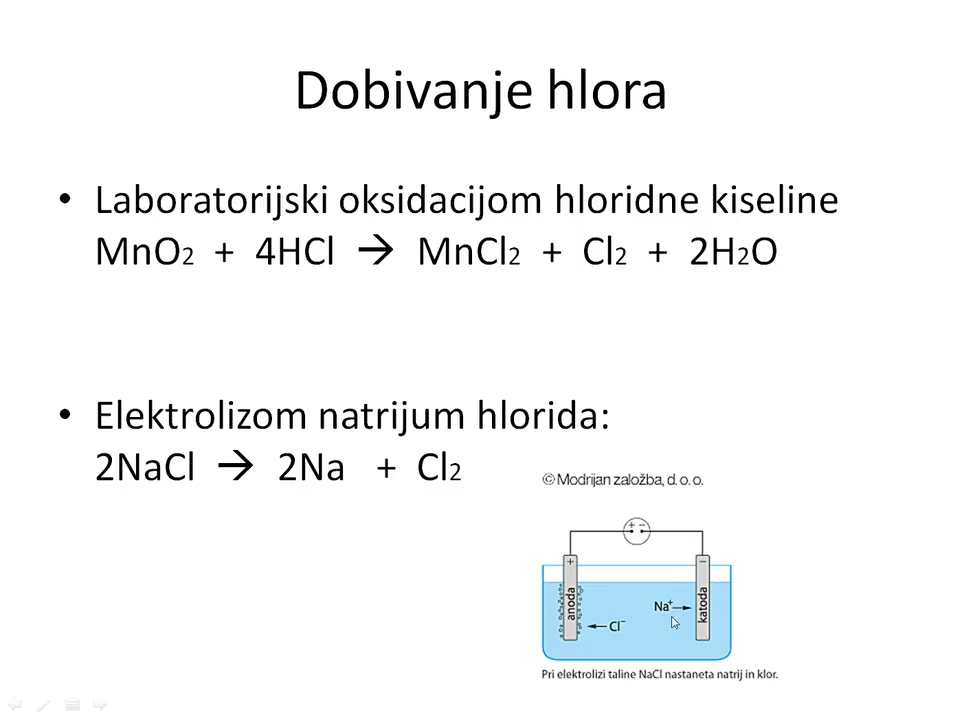 Dobivanje hlora
• Laboratorijski oksidacijom hloridne kiseline
MnO2 + 4HCl → MnCl2 + Cl2 + 2H2O
• Elektrolizom natrijum hlorida:
2NaCl → 2Na + Cl2
© Modrijan založba, d. o. o.
+ −
+ −
anoda
katoda
Na+ →
← Cl−
Pri elektrolizi taline NaCl nastaneta natrij in klor.